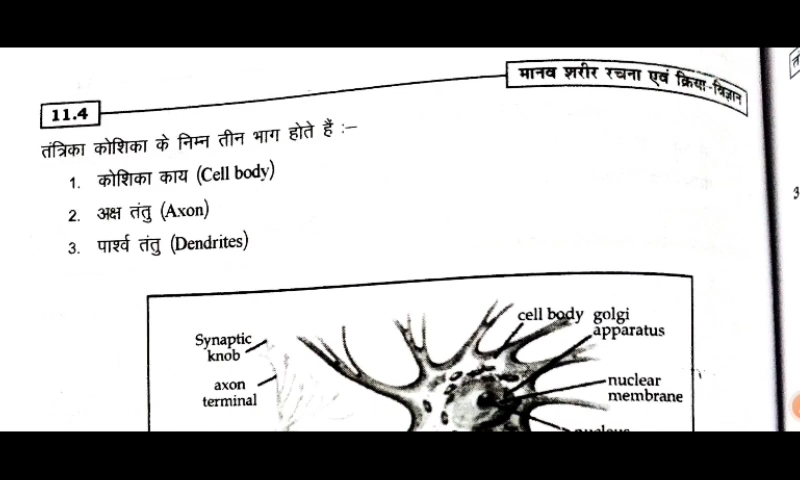 मानव शरीर रचना एवं क्रिया-विज्ञान
11.4
तंत्रिका कोशिका के निम्न तीन भाग होते हैं :–
1. कोशिका काय (Cell body)
2. अक्ष तंतु (Axon)
3. पार्श्व तंतु (Dendrites)
Synaptic
knob
axon
terminal
cell body
golgi
apparatus
nuclear
membrane